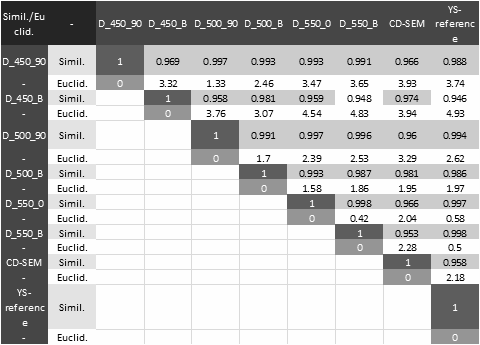 Simil./Eu clid. - D_450_90 D_450_B D_500_90 D_500_B D_550_0 D_550_B CD-SEM YS-referenc e
D_450_90 Simil. 1 0.969 0.997 0.993 0.993 0.991 0.966 0.988
- Euclid. 0 3.32 1.33 2.46 3.47 3.65 3.93 3.74
D_450_B Simil. 1 0.958 0.981 0.959 0.948 0.974 0.946
- Euclid. 0 3.76 3.07 4.54 4.83 3.94 4.93
D_500_90 Simil. 1 0.991 0.997 0.996 0.96 0.994
- Euclid. 0 1.7 2.39 2.53 3.29 2.62
D_500_B Simil. 1 0.993 0.987 0.981 0.986
- Euclid. 0 1.58 1.86 1.95 1.97
D_550_0 Simil. 1 0.998 0.966 0.997
- Euclid. 0 0.42 2.04 0.58
D_550_B Simil. 1 0.953 0.998
- Euclid. 0 2.28 0.5
CD-SEM Simil. 1 0.958
- Euclid. 0 2.18
YS-referenc e Simil. 1
- Euclid. 0